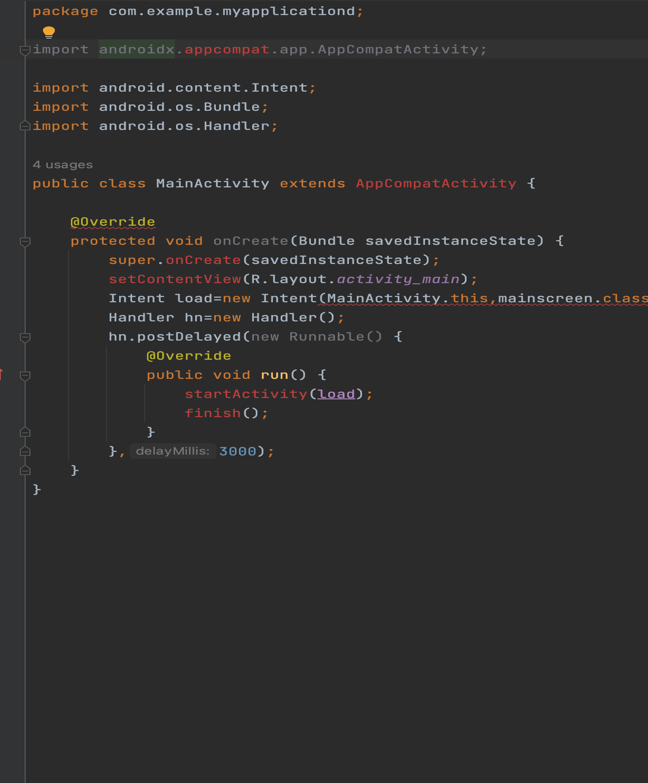 package com.example.myapplicationd;
import androidx.appcompat.app.AppCompatActivity;
import android.content.Intent;
import android.os.Bundle;
import android.os.Handler;
4 usages
public class MainActivity extends AppCompatActivity {
@Override
protected void onCreate(Bundle savedInstanceState) {
super.onCreate(savedInstanceState);
setContentView(R.layout.activity_main);
Intent load=new Intent(MainActivity.this,mainscreen.class
Handler hn=new Handler();
hn.postDelayed(new Runnable() {
@Override
public void run() {
startActivity(load);
finish();
}
}, delayMillis: 3000);
}
}